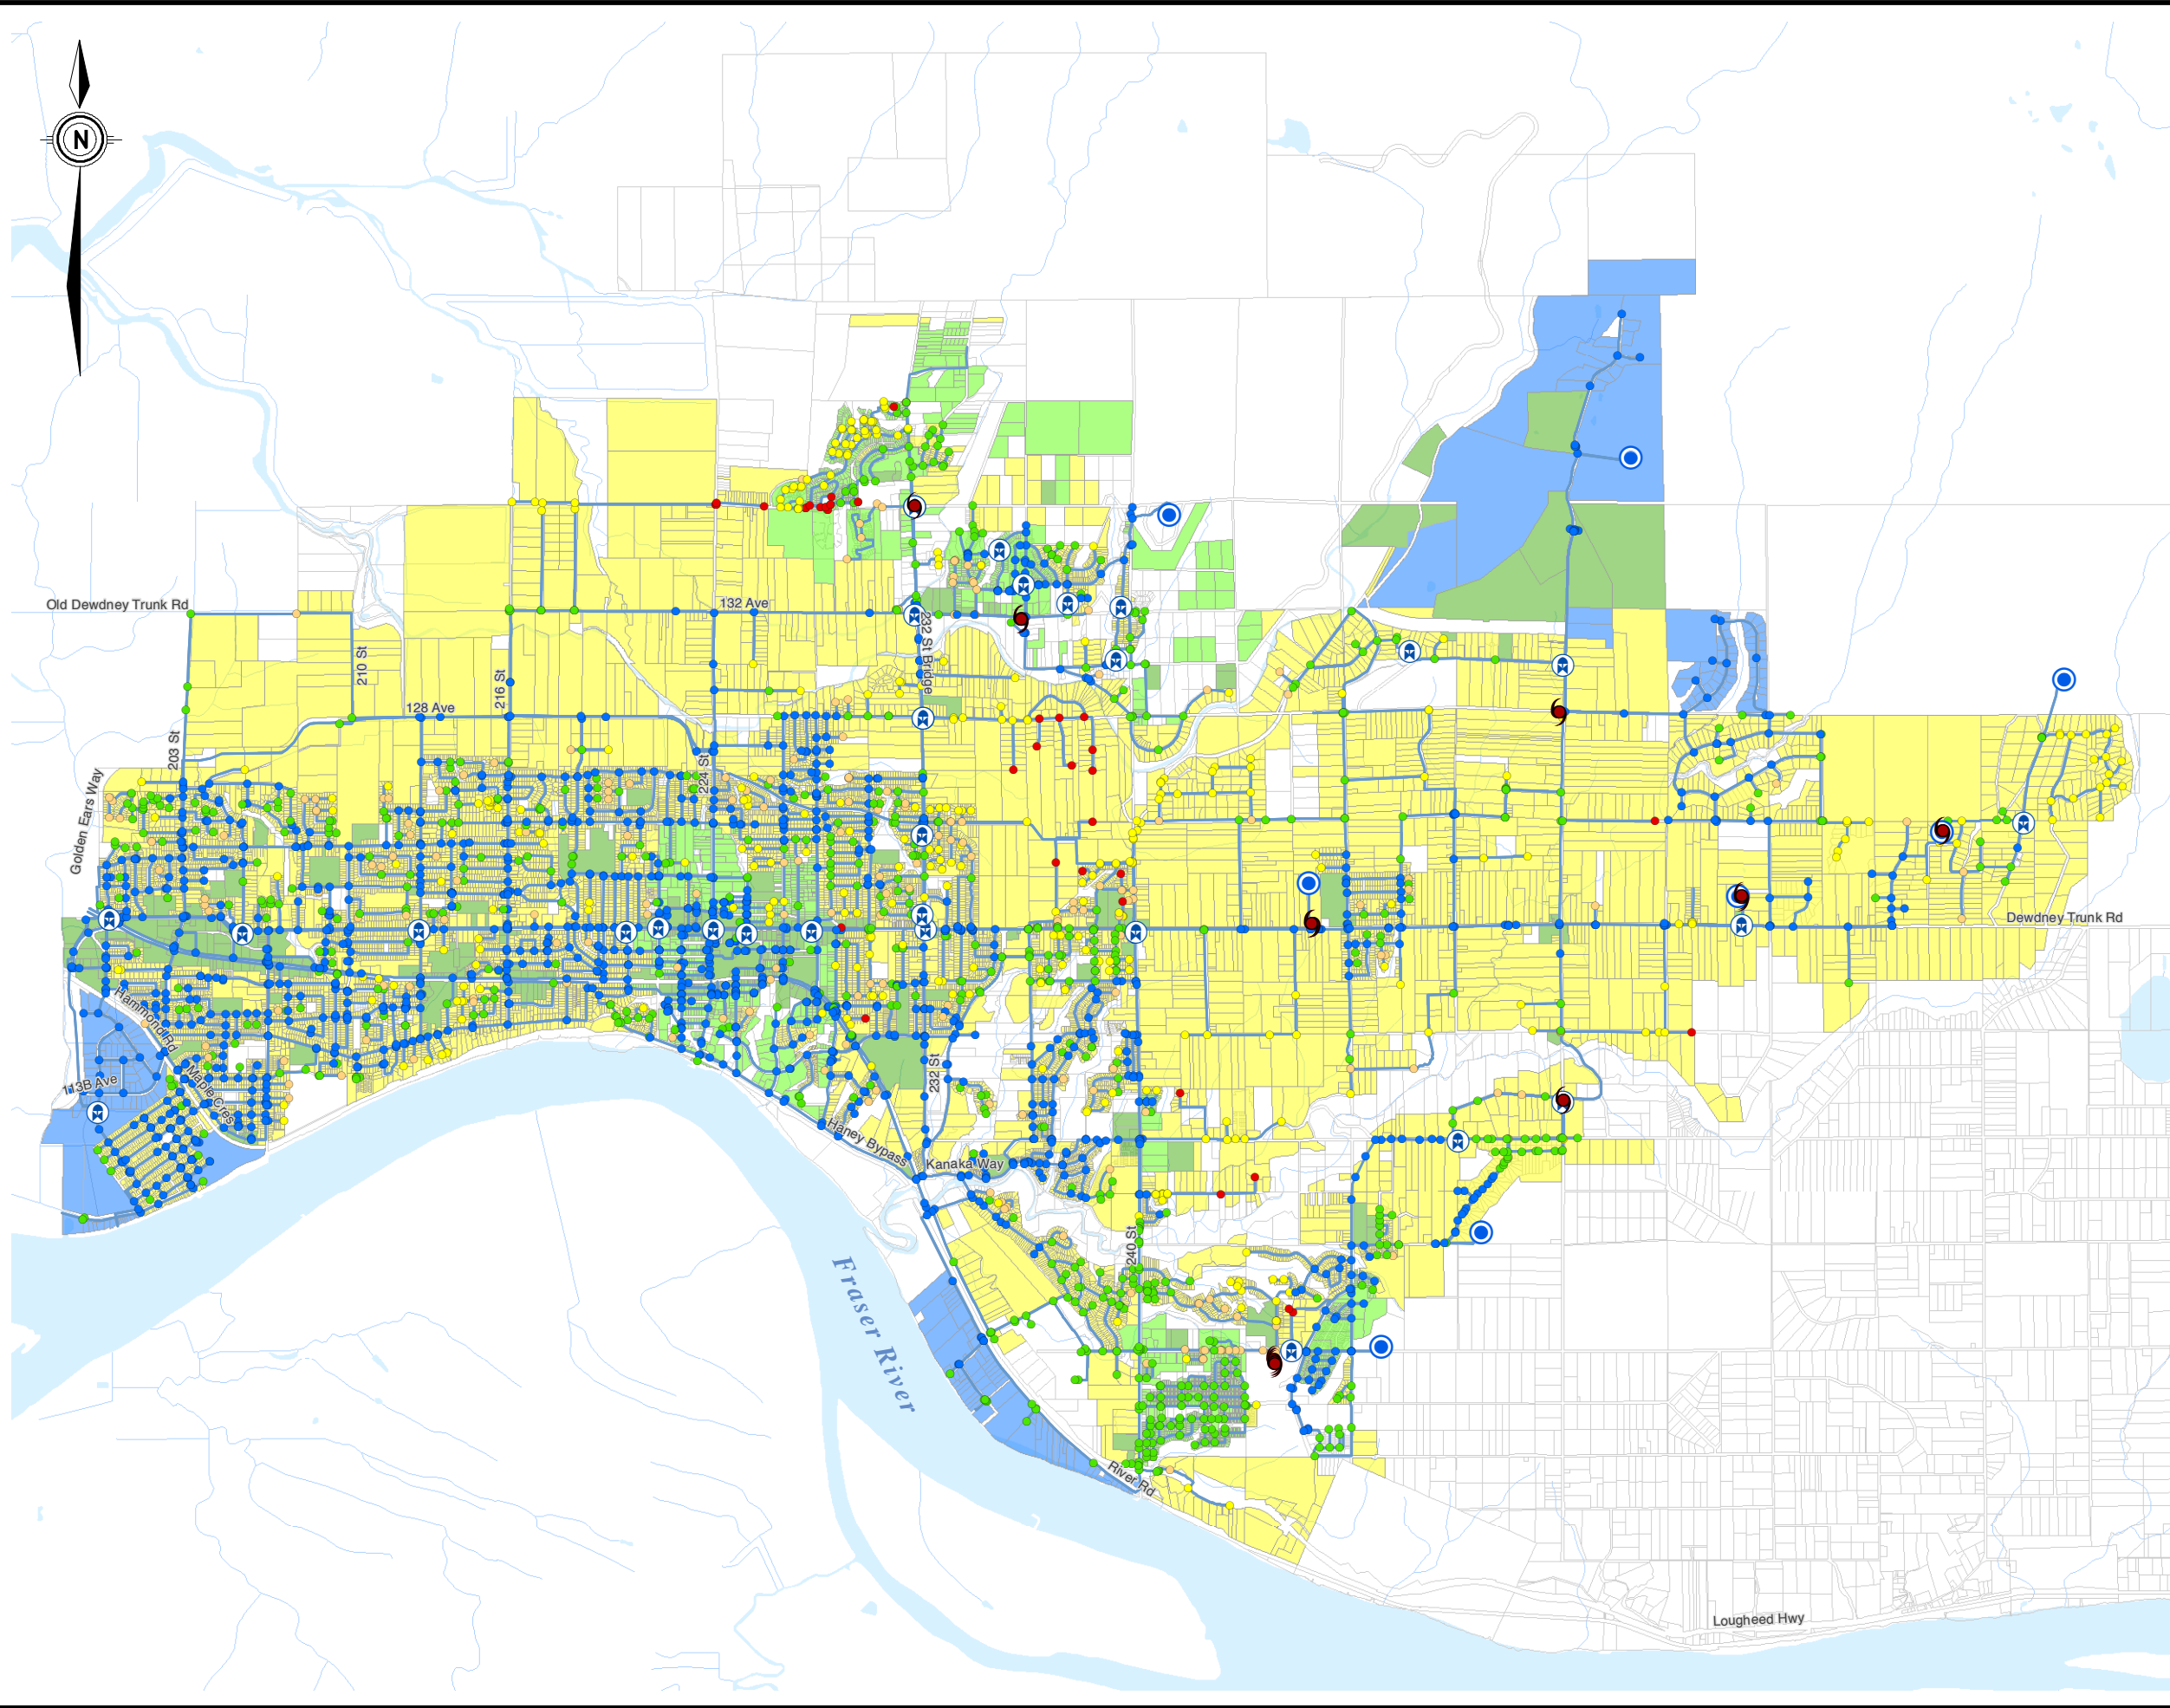 N
Old Dewdney Trunk Rd
132 Ave
210 St
232 St Bridge
216 St
128 Ave
203 St
224 St
Golden Ears Way
Dewdney Trunk Rd
Hammond Rd
113B Ave
Maple Cres
232 St
Haney Bypass
Kanaka Way
240 St
Fraser River
River Rd
Lougheed Hwy